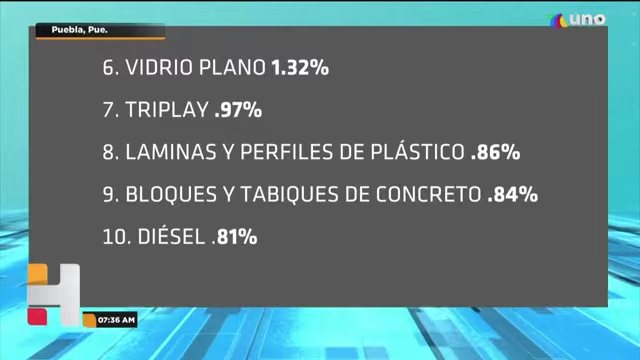 Puebla, Pue.
uno
6. VIDRIO PLANO 1.32%
7. TRIPLAY .97%
8. LAMINAS Y PERFILES DE PLÁSTICO .86%
9. BLOQUES Y TABIQUES DE CONCRETO .84%
10. DIÉSEL .81%
H
07:36 AM